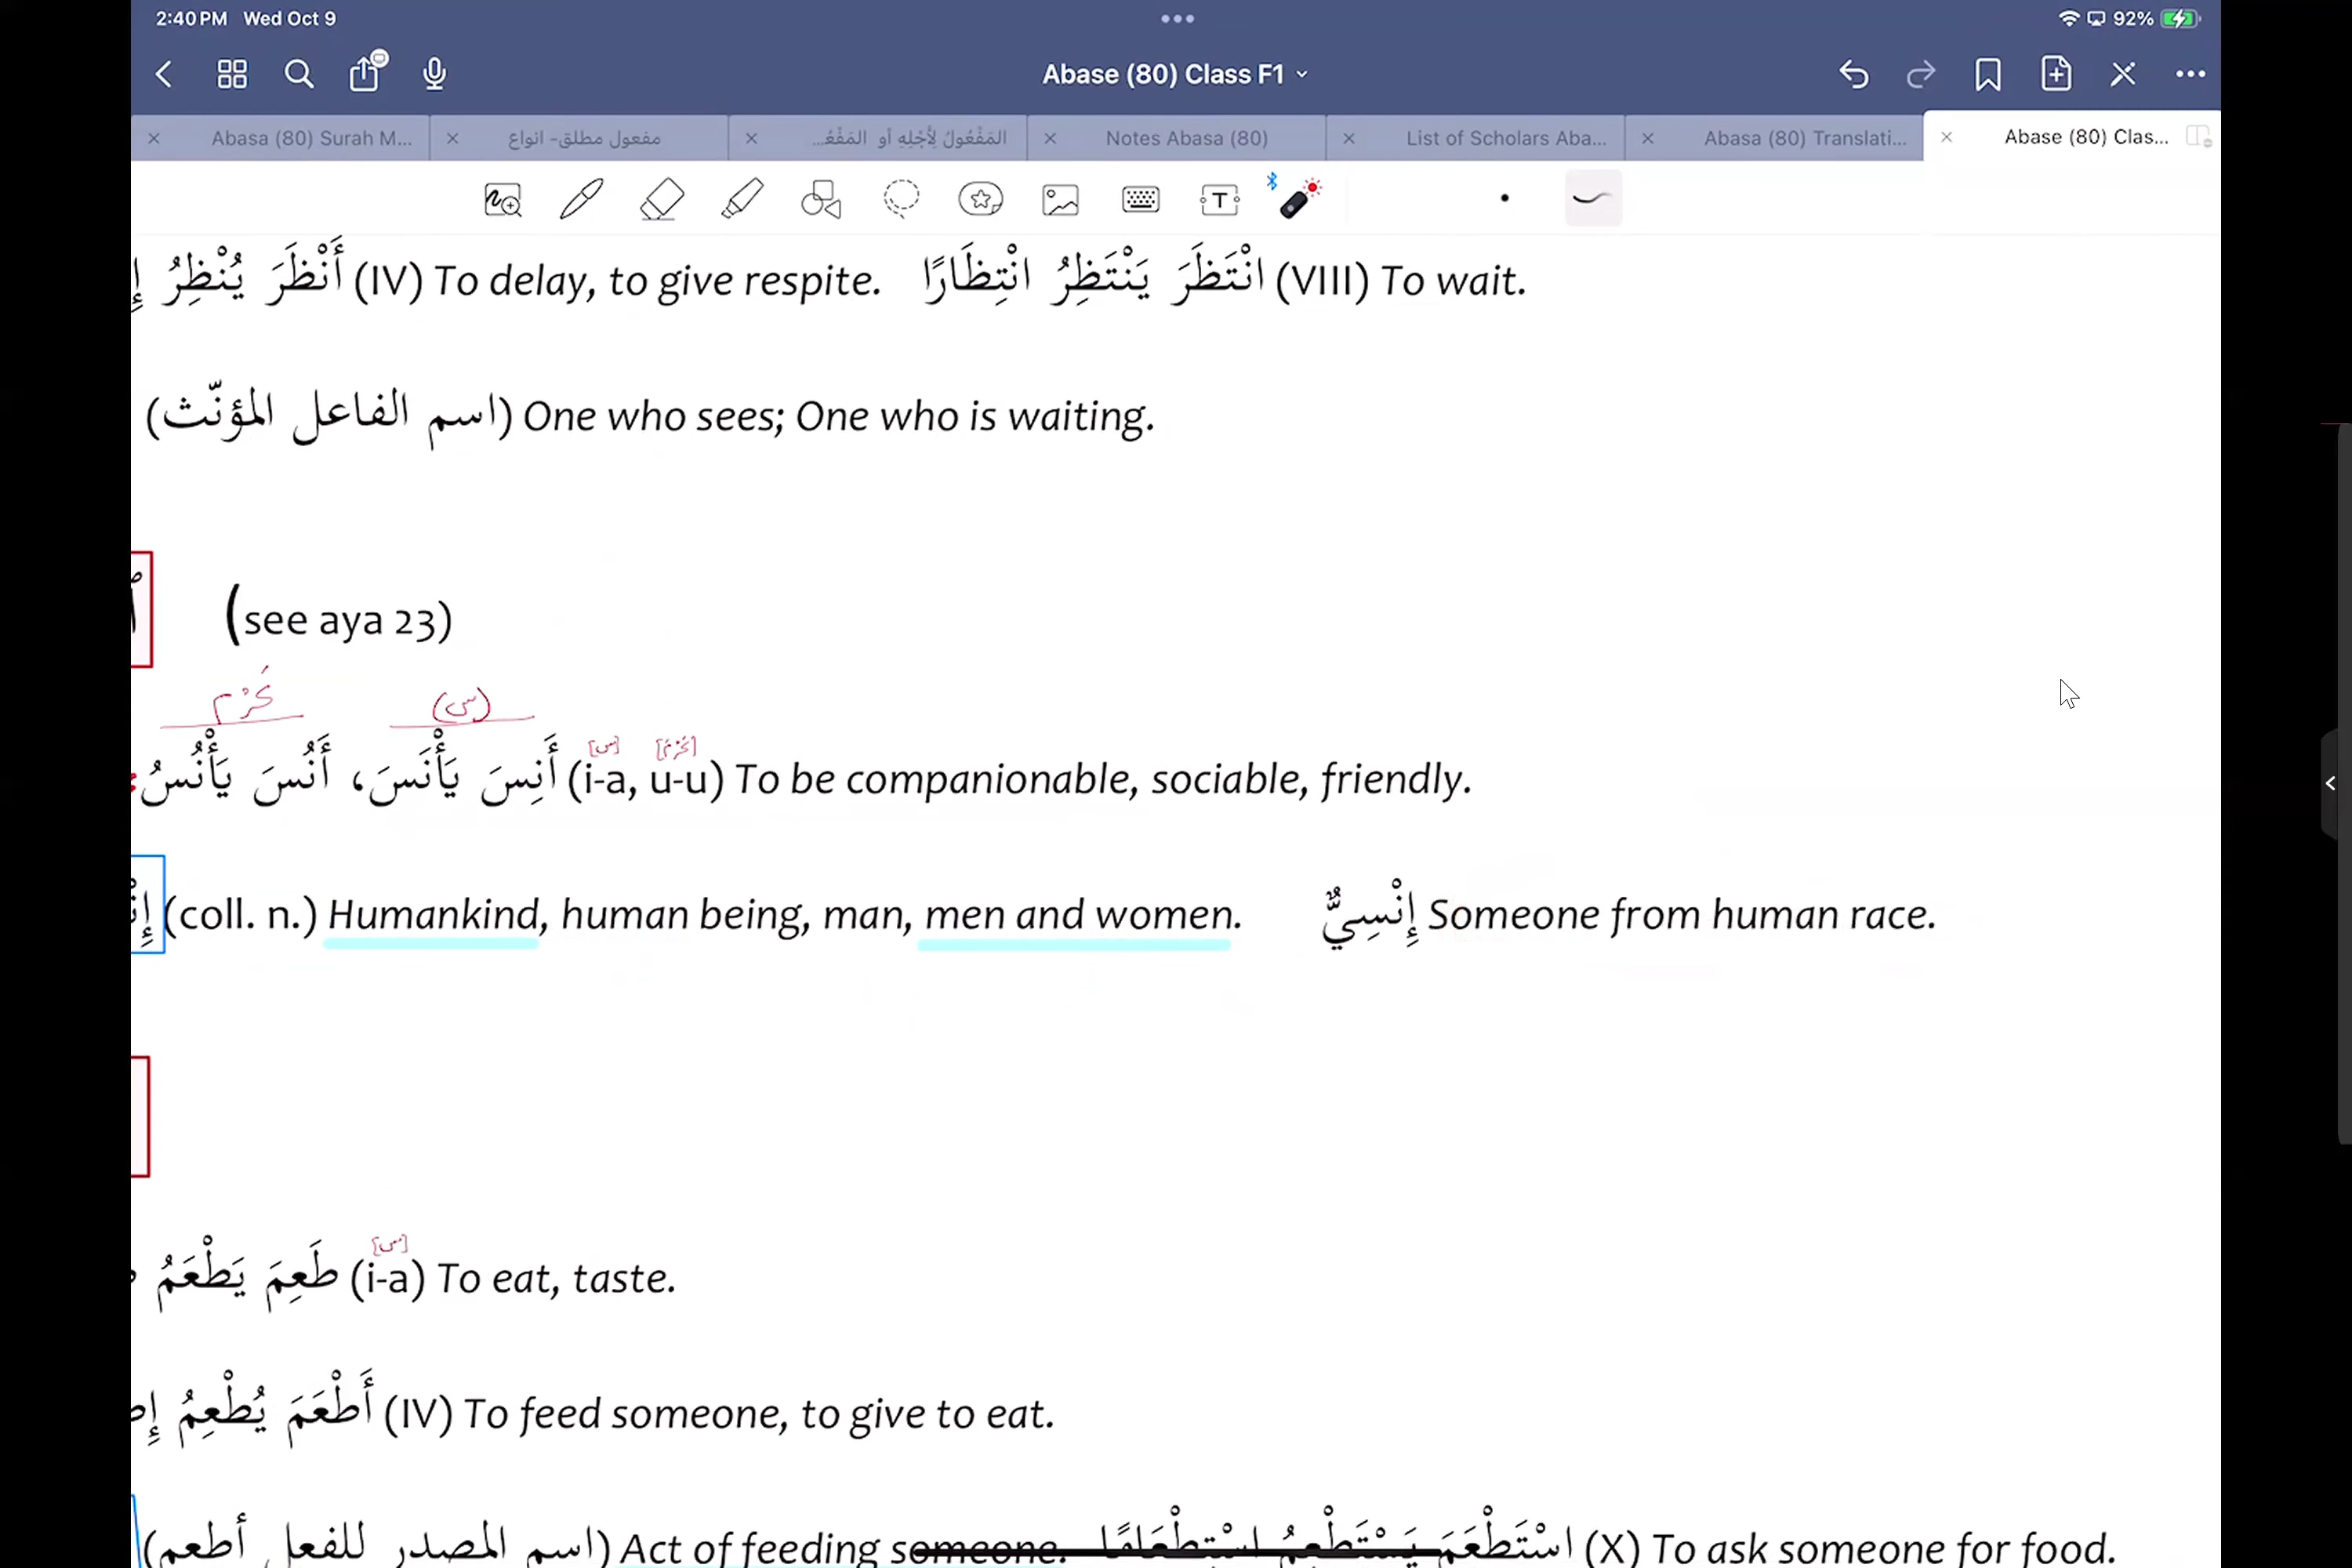 2:40 PM Wed Oct 9
92%
Abase (80) Class F1
Abasa (80) Surah M...
مفعول مطلق- انواع
المَفْعُولُ لِأَجْلِهِ أو المَفْعُ...
Notes Abasa (80)
List of Scholars Aba...
Abasa (80) Translati...
Abase (80) Clas...
أَنْظَرَ يُنْظِرُ (IV) To delay, to give respite. انْتَظَرَ يَنْتَظِرُ انْتِظَارًا (VIII) To wait.
(اسم الفاعل المؤنّث) One who sees; One who is waiting.
(see aya 23)
كَرُمَ (س)
[س] [كَرُمَ]
أَنِسَ يَأْنَسَ، أَنُسَ يَأْنُسُ (i-a, u-u) To be companionable, sociable, friendly.
(coll. n.) Humankind, human being, man, men and women. إِنْسِيٌّ Someone from human race.
[س]
طَعِمَ يَطْعَمُ (i-a) To eat, taste.
أَطْعَمَ يُطْعِمُ (IV) To feed someone, to give to eat.
(اسم المصدر للفعل أطعم) Act of feeding someone. اسْتَطْعَمَ يَسْتَطْعِمُ اسْتِطْعَامًا (X) To ask someone for food.